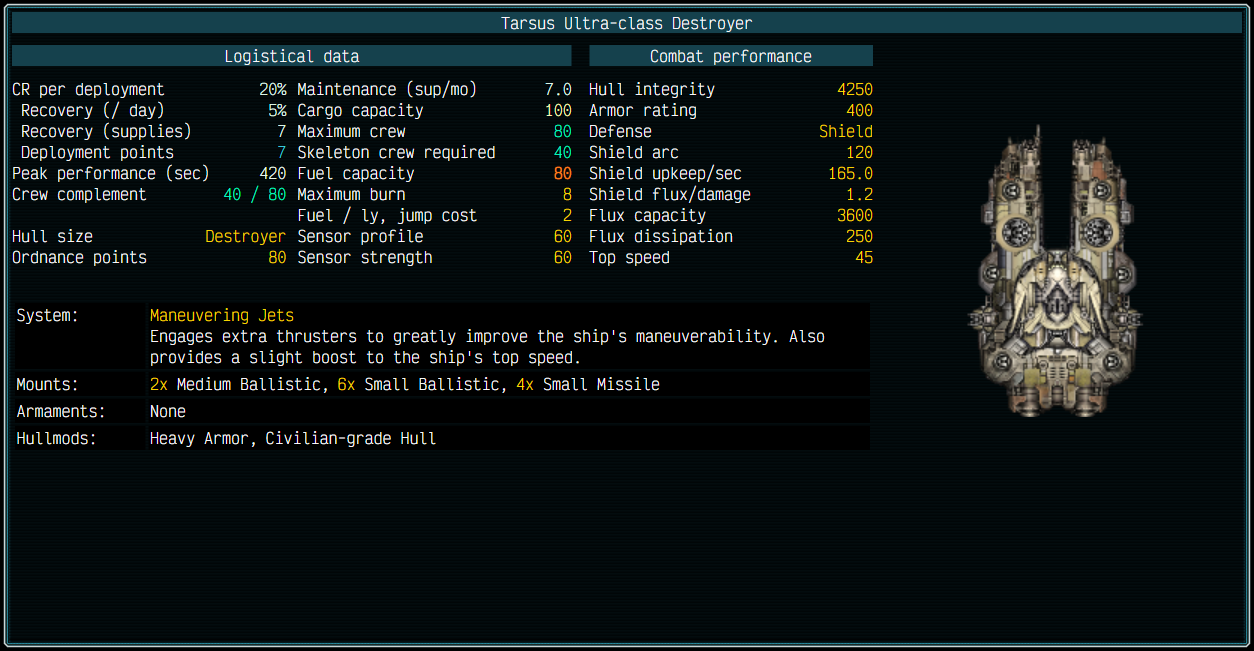 Tarsus Ultra-class Destroyer
Logistical data
Combat performance
CR per deployment 20% Maintenance (sup/mo) 7.0 Hull integrity 4250
Recovery (/ day) 5% Cargo capacity 100 Armor rating 400
Recovery (supplies) 7 Maximum crew 80 Defense Shield
Deployment points 7 Skeleton crew required 40 Shield arc 120
Peak performance (sec) 420 Fuel capacity 80 Shield upkeep/sec 165.0
Crew complement 40 / 80 Maximum burn 8 Shield flux/damage 1.2
Fuel / ly, jump cost 2 Flux capacity 3600
Hull size Destroyer Sensor profile 60 Flux dissipation 250
Ordnance points 80 Sensor strength 60 Top speed 45
System: Maneuvering Jets
Engages extra thrusters to greatly improve the ship's maneuverability. Also
provides a slight boost to the ship's top speed.
Mounts: 2x Medium Ballistic, 6x Small Ballistic, 4x Small Missile
Armaments: None
Hullmods: Heavy Armor, Civilian-grade Hull